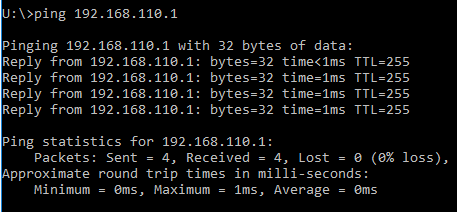 U:\>ping 192.168.110.1
Pinging 192.168.110.1 with 32 bytes of data:
Reply from 192.168.110.1: bytes=32 time<1ms TTL=255
Reply from 192.168.110.1: bytes=32 time=1ms TTL=255
Reply from 192.168.110.1: bytes=32 time=1ms TTL=255
Reply from 192.168.110.1: bytes=32 time=1ms TTL=255
Ping statistics for 192.168.110.1:
    Packets: Sent = 4, Received = 4, Lost = 0 (0% loss),
Approximate round trip times in milli-seconds:
    Minimum = 0ms, Maximum = 1ms, Average = 0ms